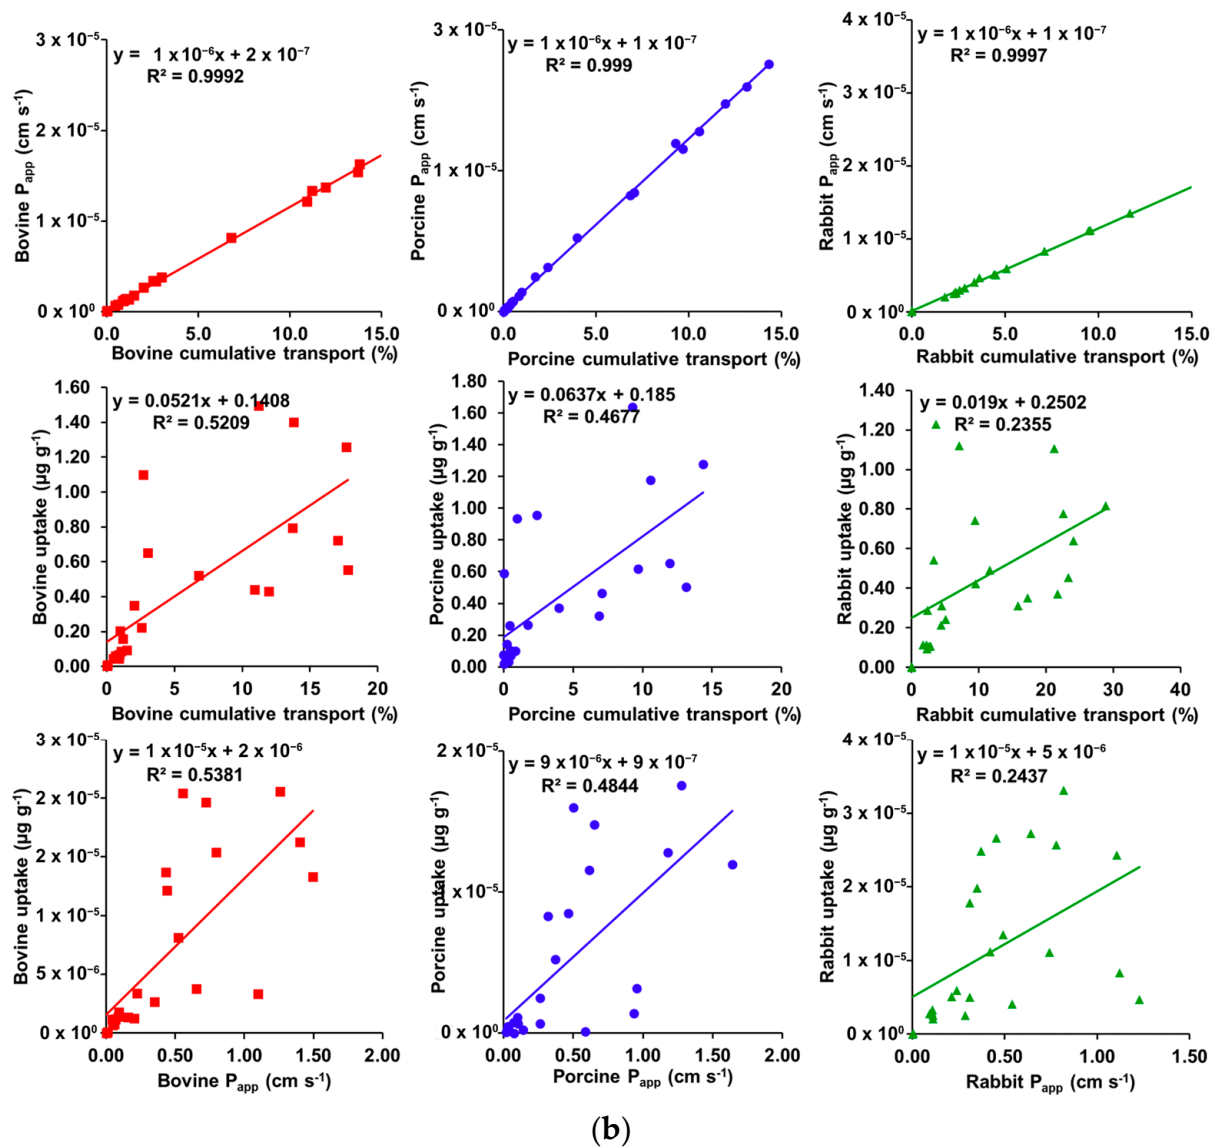 3 x 10⁻⁵
2 x 10⁻⁵
1 x 10⁻⁵
0 x 10⁰
Bovine Papp (cm s⁻¹)
y = 1 x 10⁻⁶x + 2 x 10⁻⁷
R² = 0.9992
0.0 5.0 10.0 15.0
Bovine cumulative transport (%)
3 x 10⁻⁵
1 x 10⁻⁵
0 x 10⁰
Porcine Papp (cm s⁻¹)
y = 1 x 10⁻⁶x + 1 x 10⁻⁷
R² = 0.999
0.0 5.0 10.0 15.0
Porcine cumulative transport (%)
4 x 10⁻⁵
3 x 10⁻⁵
2 x 10⁻⁵
1 x 10⁻⁵
0 x 10⁰
Rabbit Papp (cm s⁻¹)
y = 1 x 10⁻⁶x + 1 x 10⁻⁷
R² = 0.9997
0.0 5.0 10.0 15.0
Rabbit cumulative transport (%)
1.60
1.40
1.20
1.00
0.80
0.60
0.40
0.20
0.00
Bovine uptake (µg g⁻¹)
y = 0.0521x + 0.1408
R² = 0.5209
0 5 10 15 20
Bovine cumulative transport (%)
1.80
1.60
1.40
1.20
1.00
0.80
0.60
0.40
0.20
0.00
Porcine uptake (µg g⁻¹)
y = 0.0637x + 0.185
R² = 0.4677
0 5 10 15 20
Porcine cumulative transport (%)
1.40
1.20
1.00
0.80
0.60
0.40
0.20
0.00
Rabbit uptake (µg g⁻¹)
y = 0.019x + 0.2502
R² = 0.2355
0 10 20 30 40
Rabbit cumulative transport (%)
3 x 10⁻⁵
2 x 10⁻⁵
2 x 10⁻⁵
1 x 10⁻⁵
5 x 10⁻⁶
0 x 10⁰
Bovine uptake (µg g⁻¹)
y = 1 x 10⁻⁵x + 2 x 10⁻⁶
R² = 0.5381
0.00 0.50 1.00 1.50 2.00
Bovine Papp (cm s⁻¹)
2 x 10⁻⁵
1 x 10⁻⁵
0 x 10⁰
Porcine uptake (µg g⁻¹)
y = 9 x 10⁻⁶x + 9 x 10⁻⁷
R² = 0.4844
0.00 0.50 1.00 1.50 2.00
Porcine Papp (cm s⁻¹)
4 x 10⁻⁵
3 x 10⁻⁵
2 x 10⁻⁵
1 x 10⁻⁵
0 x 10⁰
Rabbit uptake (µg g⁻¹)
y = 1 x 10⁻⁵x + 5 x 10⁻⁶
R² = 0.2437
0.00 0.50 1.00 1.50
Rabbit Papp (cm s⁻¹)
(b)